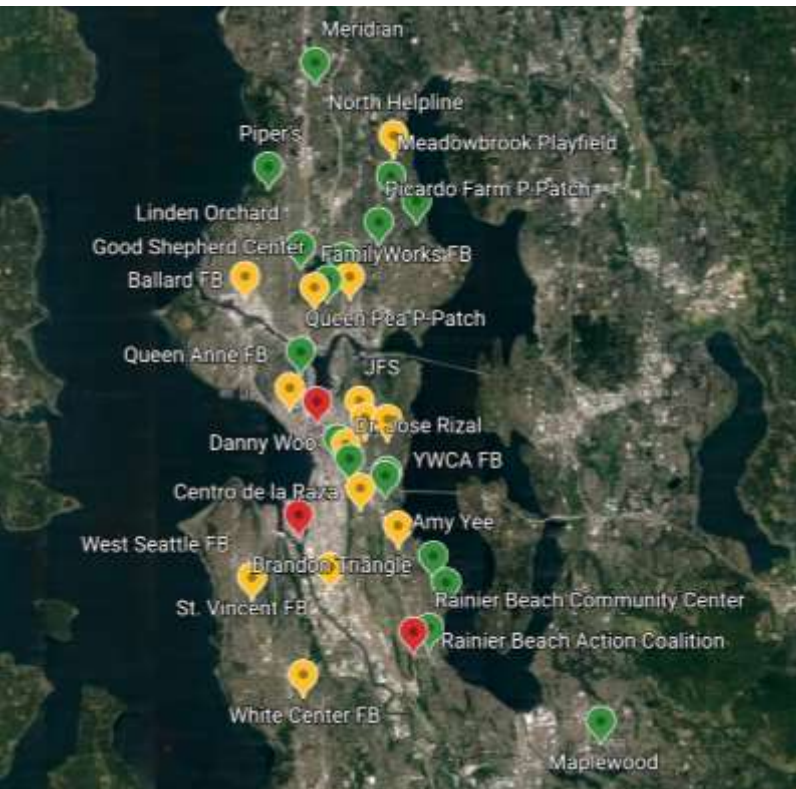 Meridian
North Helpline
Piper's
Meadowbrook Playfield
Picardo Farm P-Patch
Linden Orchard
Good Shepherd Center
FamilyWorks FB
Ballard FB
Queen Pea P-Patch
Queen Anne FB
JFS
Dr. Jose Rizal
Danny Woo
YWCA FB
Centro de la Raza
Amy Yee
West Seattle FB
Brandon Triangle
St. Vincent FB
Rainier Beach Community Center
Rainier Beach Action Coalition
White Center FB
Maplewood